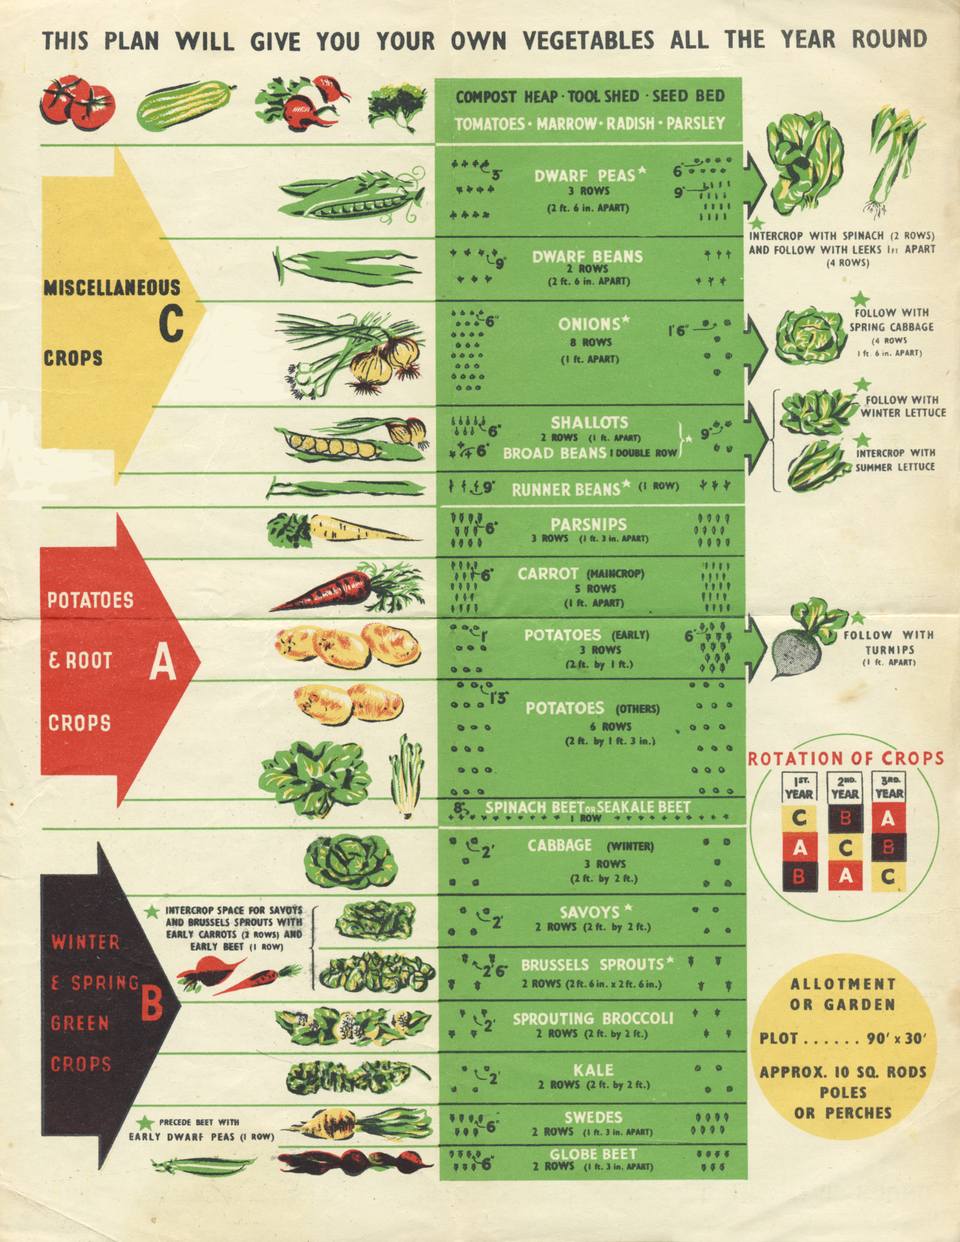 THIS PLAN WILL GIVE YOU YOUR OWN VEGETABLES ALL THE YEAR ROUND
COMPOST HEAP · TOOL SHED · SEED BED
TOMATOES · MARROW · RADISH · PARSLEY
MISCELLANEOUS
C
CROPS
3"
DWARF PEAS*
3 ROWS
(2 ft. 6 in. APART)
6"
9"
INTERCROP WITH SPINACH (2 ROWS)
AND FOLLOW WITH LEEKS 1 FT APART
(4 ROWS)
9"
DWARF BEANS
2 ROWS
(2 ft. 6 in. APART)
6"
ONIONS*
8 ROWS
(1 ft. APART)
1'6"
FOLLOW WITH
SPRING CABBAGE
(4 ROWS
1 ft. 6 in. APART)
6"
SHALLOTS
2 ROWS (1 ft. APART)
6"
BROAD BEANS 1 DOUBLE ROW
*
9"
FOLLOW WITH
WINTER LETTUCE
INTERCROP WITH
SUMMER LETTUCE
9"
RUNNER BEANS* (1 ROW)
POTATOES
& ROOT
A
CROPS
6"
PARSNIPS
3 ROWS (1 ft. 3 in. APART)
6"
CARROT (MAINCROP)
5 ROWS
(1 ft. APART)
1'
POTATOES (EARLY)
3 ROWS
(2 ft. by 1 ft.)
6"
FOLLOW WITH
TURNIPS
(1 ft. APART)
1'3"
POTATOES (OTHERS)
6 ROWS
(2 ft. by 1 ft. 3 in.)
8"
SPINACH BEET OR SEAKALE BEET
1 ROW
ROTATION OF CROPS
1ST. YEAR 2ND. YEAR 3RD. YEAR
C B A
A C B
B A C
WINTER
& SPRING
B
GREEN
CROPS
2'
CABBAGE (WINTER)
3 ROWS
(2 ft. by 2 ft.)
INTERCROP SPACE FOR SAVOYS
AND BRUSSELS SPROUTS WITH
EARLY CARROTS (2 ROWS) AND
EARLY BEET (1 ROW)
2'
SAVOYS*
2 ROWS (2 ft. by 2 ft.)
2'6"
BRUSSELS SPROUTS*
2 ROWS (2 ft. 6 in. x 2 ft. 6 in.)
2'
SPROUTING BROCCOLI
2 ROWS (2 ft. by 2 ft.)
2'
KALE
2 ROWS (2 ft. by 2 ft.)
PRECEDE BEET WITH
EARLY DWARF PEAS (1 ROW)
6"
SWEDES
2 ROWS (1 ft. 3 in. APART)
6"
GLOBE BEET
2 ROWS (1 ft. 3 in. APART)
ALLOTMENT
OR GARDEN
PLOT ...... 90' x 30'
APPROX. 10 SQ. RODS
POLES
OR PERCHES